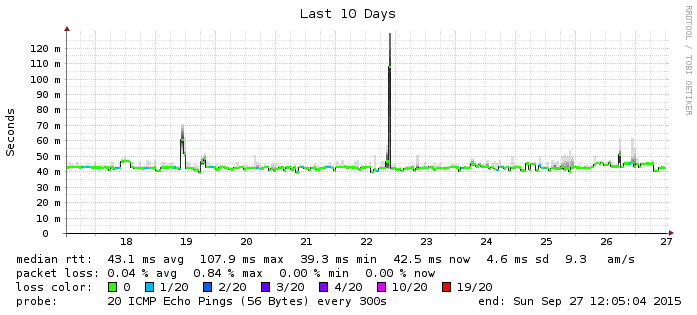 Last 10 Days
RRDTOOL / TOBI OETIKER
Seconds
120 m
110 m
100 m
90 m
80 m
70 m
60 m
50 m
40 m
30 m
20 m
10 m
0 m
18 19 20 21 22 23 24 25 26 27
median rtt: 43.1 ms avg 107.9 ms max 39.3 ms min 42.5 ms now 4.6 ms sd 9.3 am/s
packet loss: 0.04 % avg 0.84 % max 0.00 % min 0.00 % now
loss color: 0 1/20 2/20 3/20 4/20 10/20 19/20
probe: 20 ICMP Echo Pings (56 Bytes) every 300s end: Sun Sep 27 12:05:04 2015